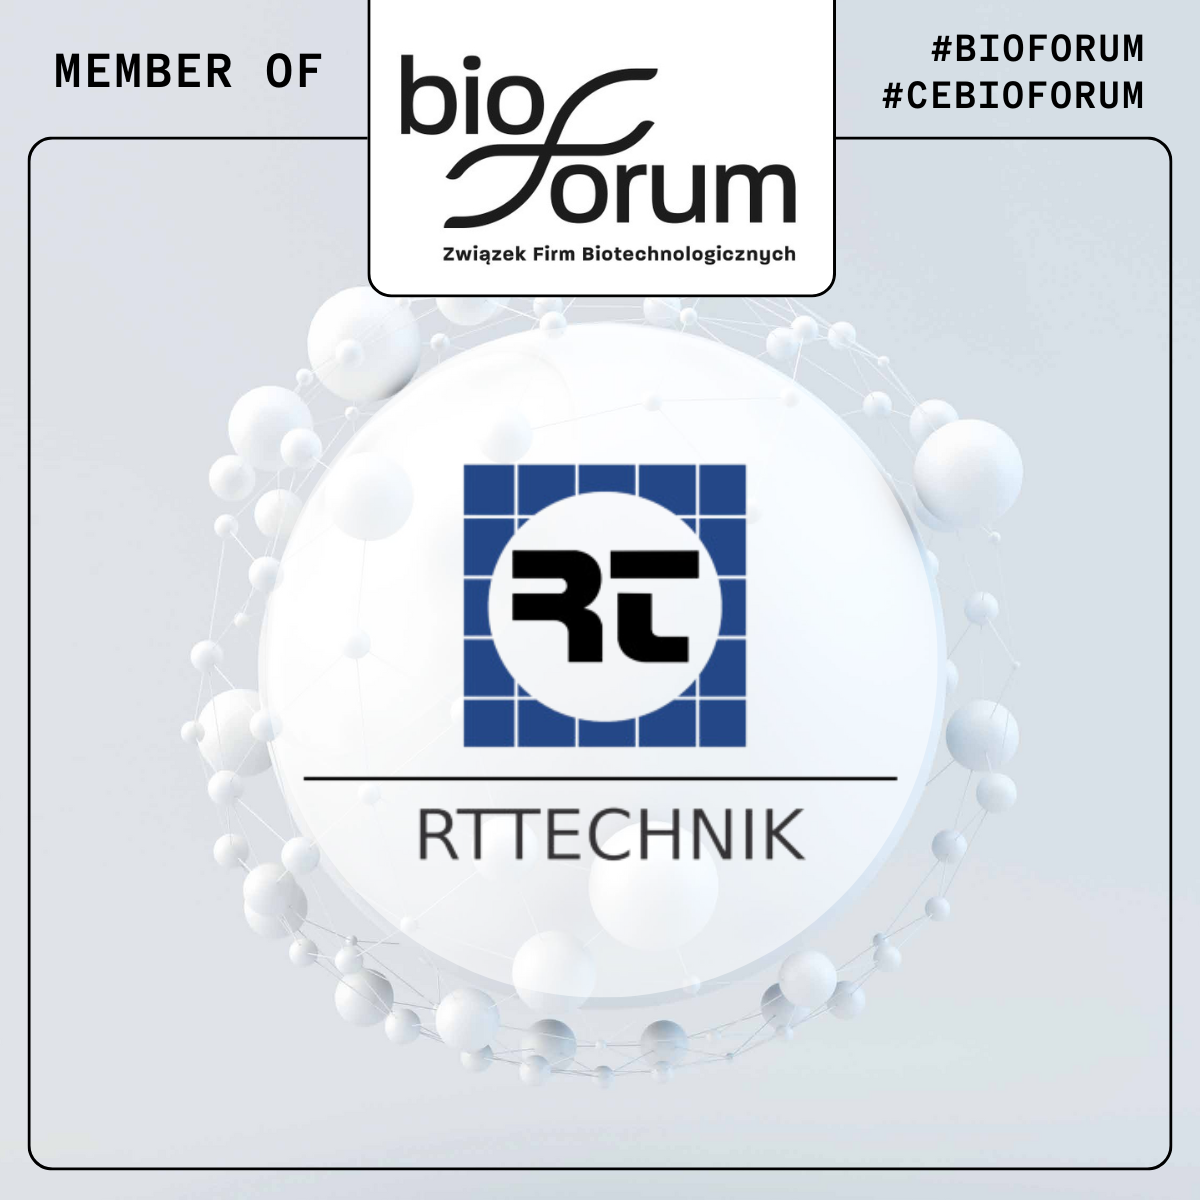 MEMBER OF
bio
forum
Związek Firm Biotechnologicznych
#BIOFORUM
#CEBIOFORUM
RT
RTTECHNIK